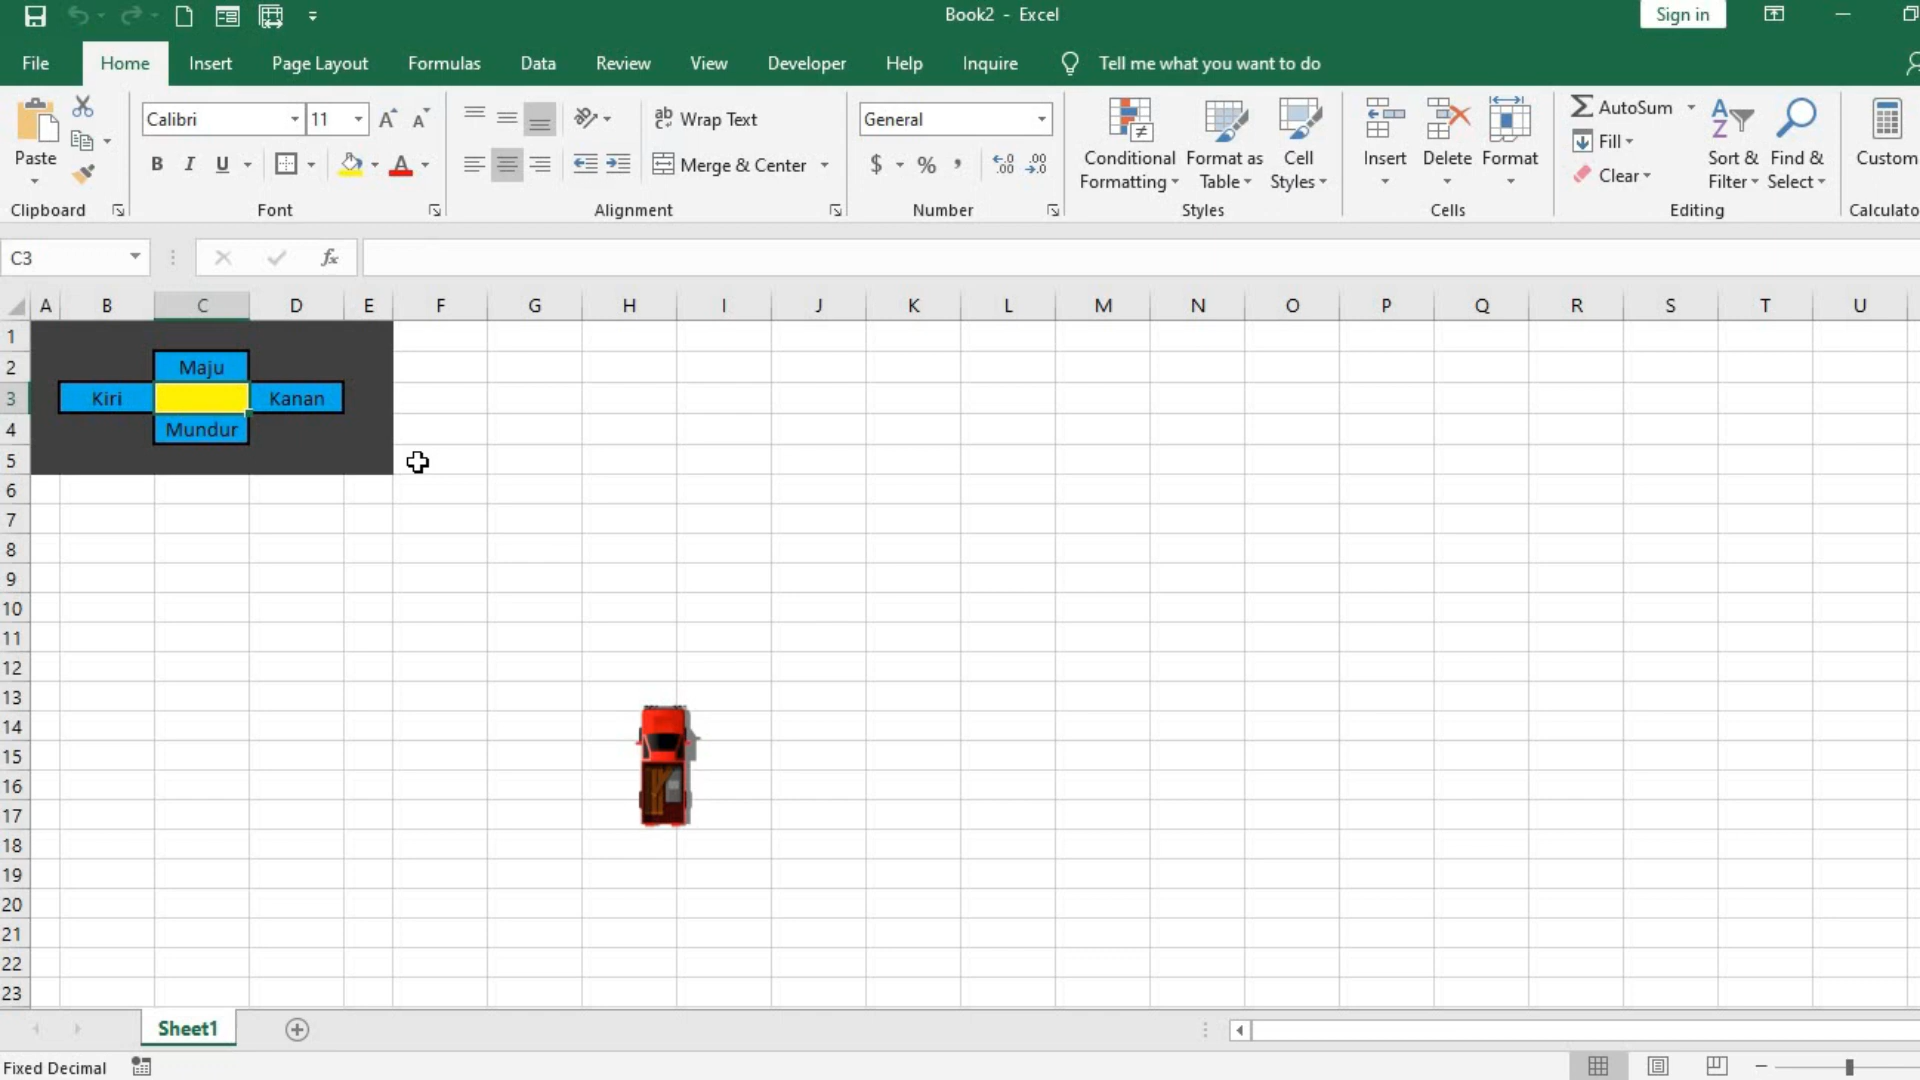 Book2 - Excel
Sign in
File Home Insert Page Layout Formulas Data Review View Developer Help Inquire Tell me what you want to do
Paste
Calibri 11
B I U
ab Wrap Text
Merge & Center
General
$ % ,
Conditional Formatting
Format as Table
Cell Styles
Insert
Delete
Format
AutoSum
Fill
Clear
Sort & Filter
Find & Select
Custom
Clipboard Font Alignment Number Styles Cells Editing Calculato
C3 fx
A B C D E F G H I J K L M N O P Q R S T U
1
2 Maju
3 Kiri Kanan
4 Mundur
5
6
7
8
9
10
11
12
13
14
15
16
17
18
19
20
21
22
23
Sheet1
Fixed Decimal